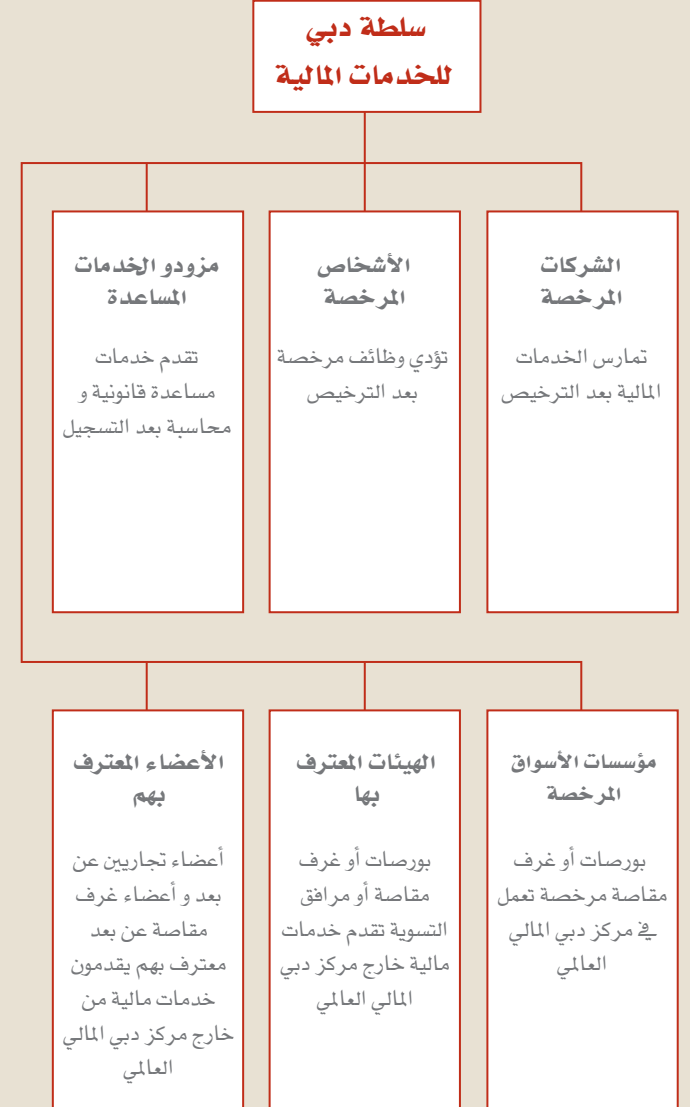 سلطة دبي
للخدمات المالية
الشركات
المرخصة
تمارس الخدمات
المالية بعد الترخيص
الأشخاص
المرخصة
تؤدي وظائف مرخصة
بعد الترخيص
مزودو الخدمات
المساعدة
تقدم خدمات
مساعدة قانونية و
محاسبة بعد التسجيل
مؤسسات الأسواق
المرخصة
بورصات أو غرف
مقاصة مرخصة تعمل
في مركز دبي المالي
العالمي
الهيئات المعترف
بها
بورصات أو غرف
مقاصة أو مرافق
التسوية تقدم خدمات
مالية خارج مركز دبي
المالي العالمي
الأعضاء المعترف
بهم
أعضاء تجاريين عن
بعد و أعضاء غرف
مقاصة عن بعد
معترف بهم يقدمون
خدمات مالية من
خارج مركز دبي المالي
العالمي